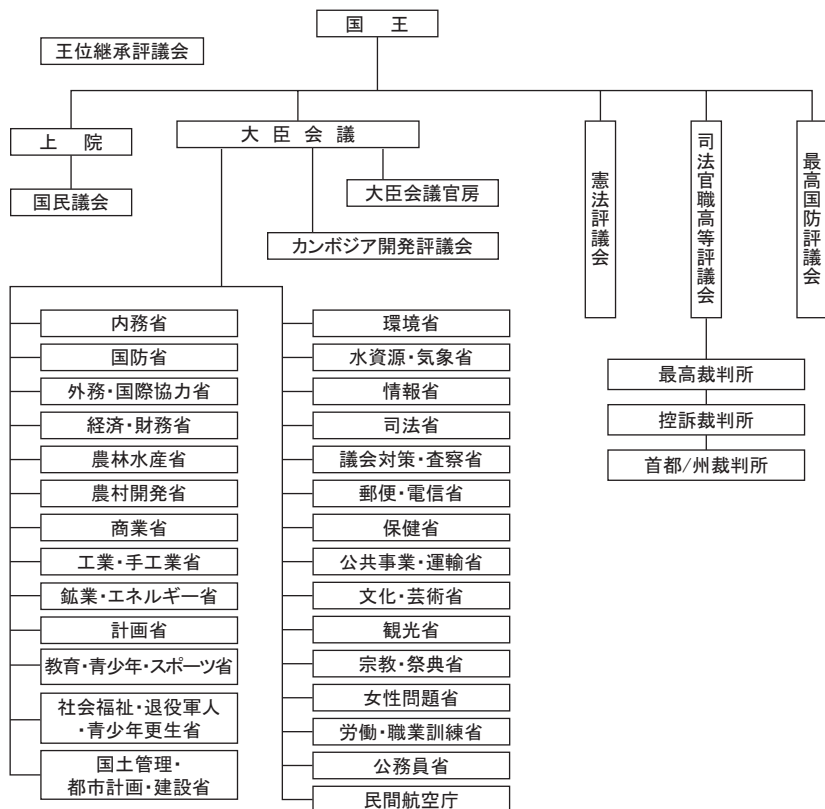 国 王
王位継承評議会
上 院
大 臣 会 議
国民議会
大臣会議官房
カンボジア開発評議会
憲法評議会
司法官職高等評議会
最高国防評議会
最高裁判所
控訴裁判所
首都/州裁判所
内務省
国防省
外務・国際協力省
経済・財務省
農林水産省
農村開発省
商業省
工業・手工業省
鉱業・エネルギー省
計画省
教育・青少年・スポーツ省
社会福祉・退役軍人
・青少年更生省
国土管理・
都市計画・建設省
環境省
水資源・気象省
情報省
司法省
議会対策・査察省
郵便・電信省
保健省
公共事業・運輸省
文化・芸術省
観光省
宗教・祭典省
女性問題省
労働・職業訓練省
公務員省
民間航空庁